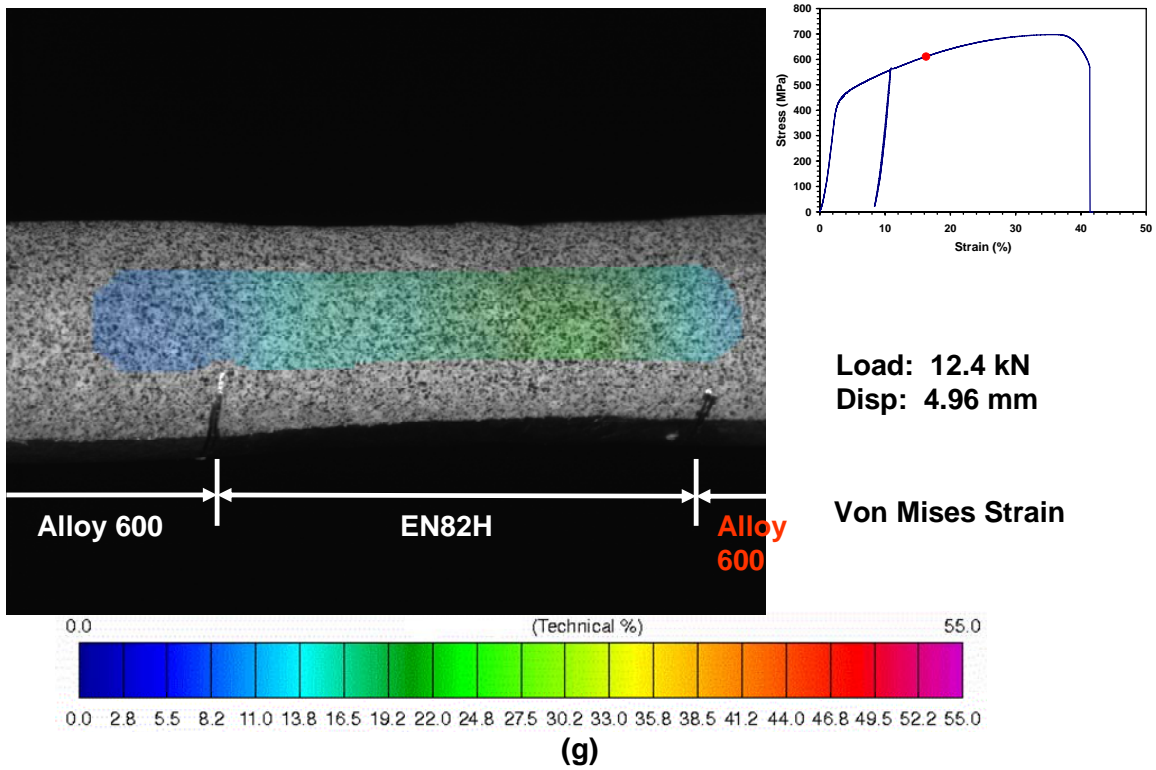 800
700
600
500
400
300
200
100
0
Stress (MPa)
0 10 20 30 40 50
Strain (%)
Load: 12.4 kN
Disp: 4.96 mm
Von Mises Strain
Alloy 600
EN82H
Alloy
600
0.0 (Technical %) 55.0
0.0 2.8 5.5 8.2 11.0 13.8 16.5 19.2 22.0 24.8 27.5 30.2 33.0 35.8 38.5 41.2 44.0 46.8 49.5 52.2 55.0
(g)